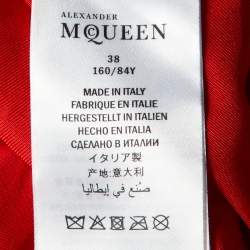 ALEXANDER
McQUEEN
38
160/84Y
MADE IN ITALY
FABRIQUE EN ITALIE
HERGESTELLT IN ITALIEN
HECHO EN ITALIA
СДЕЛАНО В ИТАЛИИ
イタリア製
产地:意大利
صنع في إيطاليا